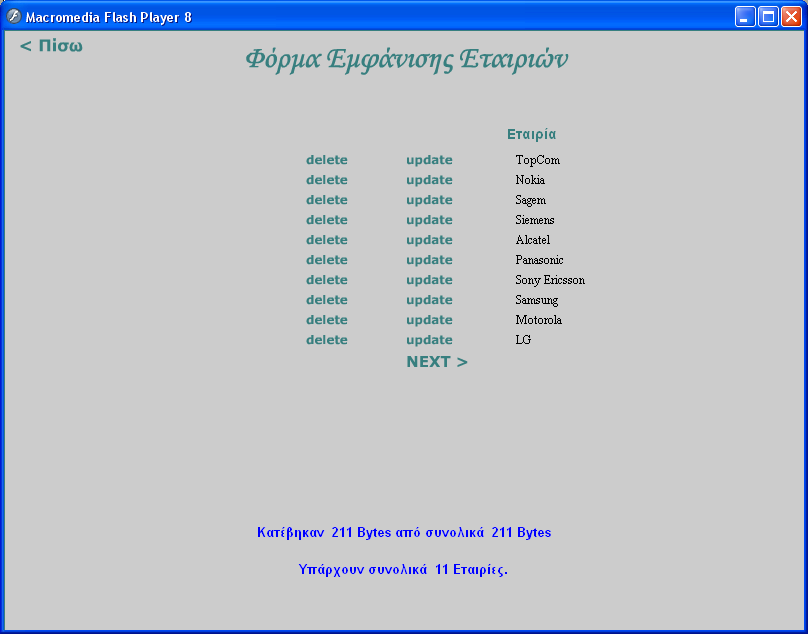 Macromedia Flash Player 8
< Πίσω
Φόρμα Εμφάνισης Εταιριών
Εταιρία
delete update TopCom
delete update Nokia
delete update Sagem
delete update Siemens
delete update Alcatel
delete update Panasonic
delete update Sony Ericsson
delete update Samsung
delete update Motorola
delete update LG
NEXT >
Κατέβηκαν 211 Bytes από συνολικά 211 Bytes
Υπάρχουν συνολικά 11 Εταιρίες.